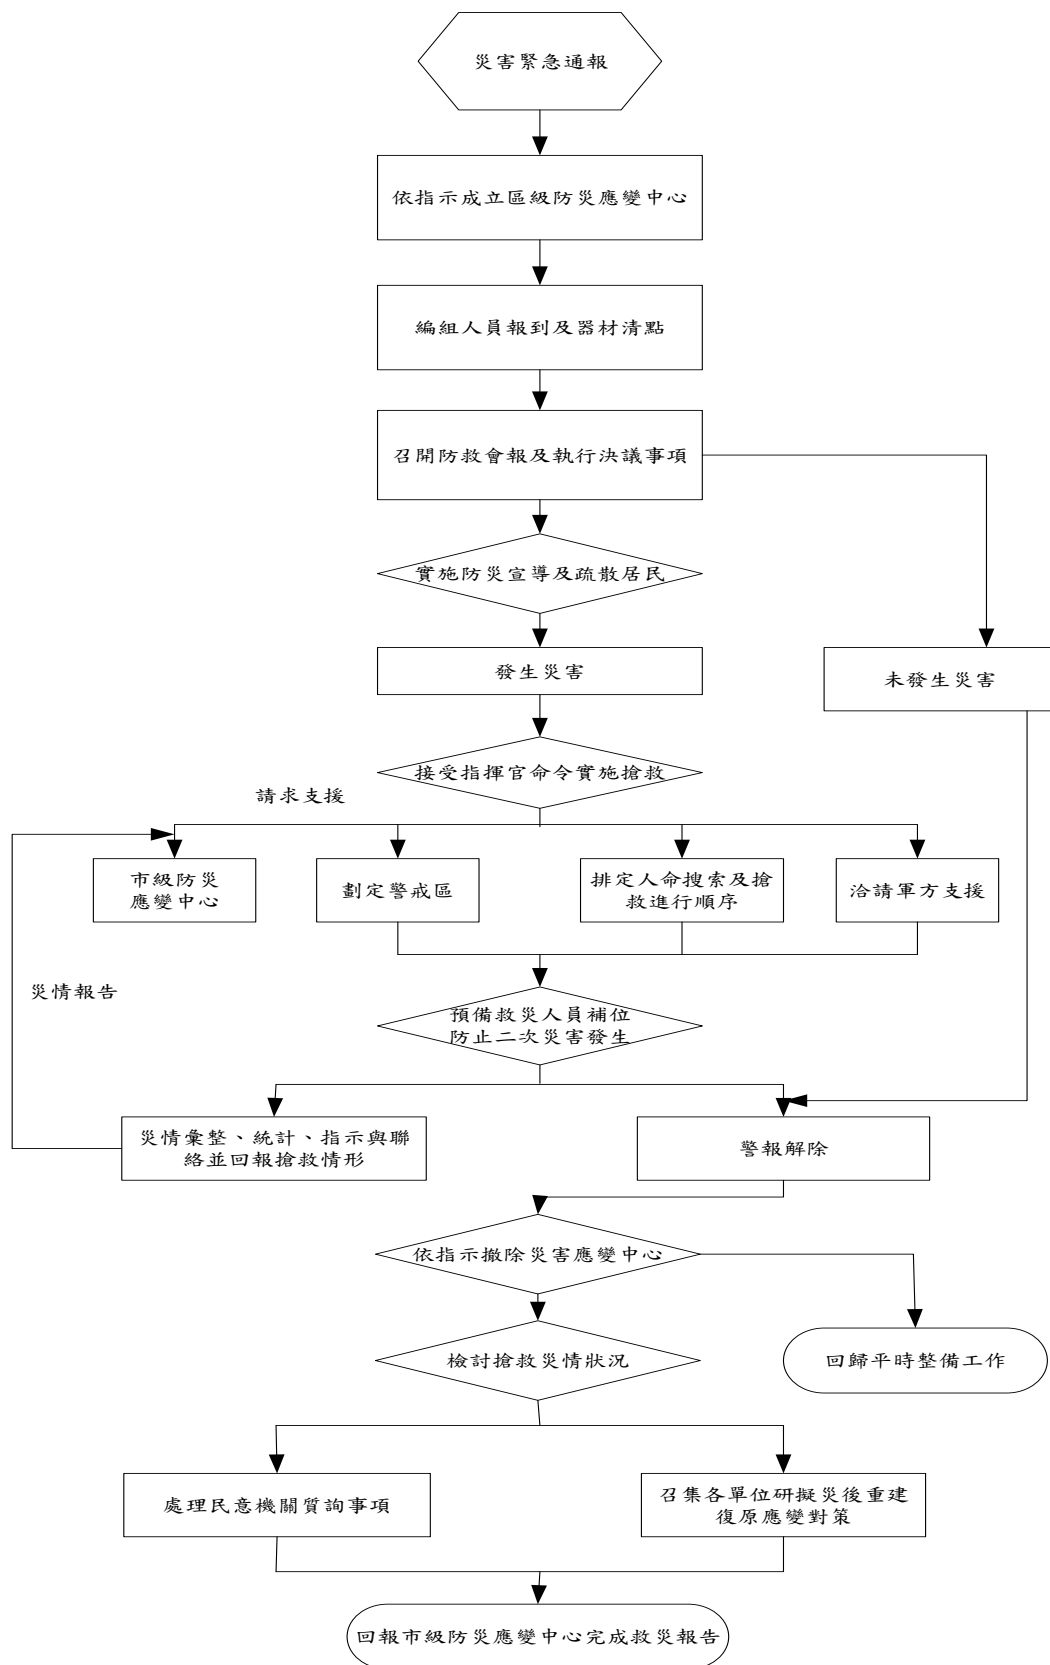 災害緊急通報
依指示成立區級防災應變中心
編組人員報到及器材清點
召開防救會報及執行決議事項
實施防災宣導及疏散居民
發生災害
未發生災害
接受指揮官命令實施搶救
請求支援
市級防災
應變中心
劃定警戒區
排定人命搜索及搶
救進行順序
洽請軍方支援
災情報告
預備救災人員補位
防止二次災害發生
災情彙整、統計、指示與聯
絡並回報搶救情形
警報解除
依指示撤除災害應變中心
檢討搶救災情狀況
回歸平時整備工作
處理民意機關質詢事項
召集各單位研擬災後重建
復原應變對策
回報市級防災應變中心完成救災報告